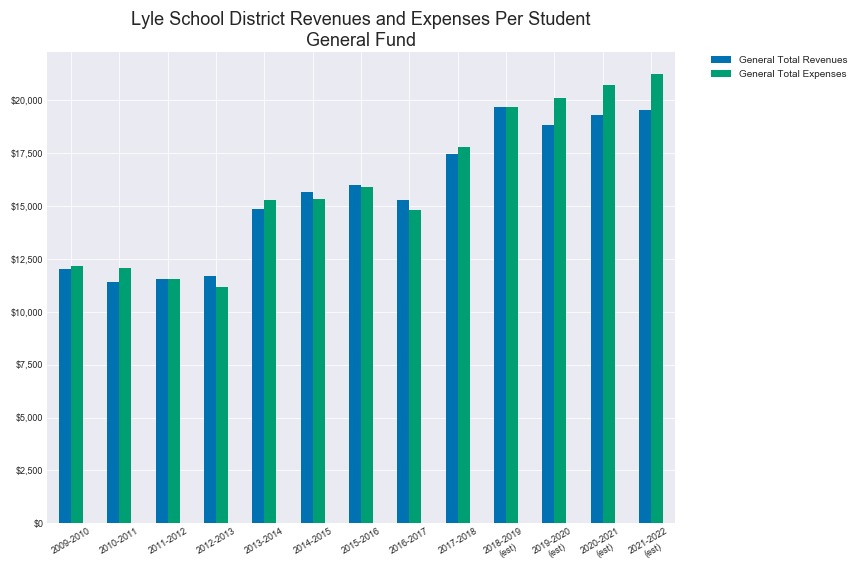 Lyle School District Revenues and Expenses Per Student
General Fund
General Total Revenues
General Total Expenses
$20,000
$17,500
$15,000
$12,500
$10,000
$7,500
$5,000
$2,500
$0
2009-2010
2010-2011
2011-2012
2012-2013
2013-2014
2014-2015
2015-2016
2016-2017
2017-2018
2018-2019
(est)
2019-2020
(est)
2020-2021
(est)
2021-2022
(est)